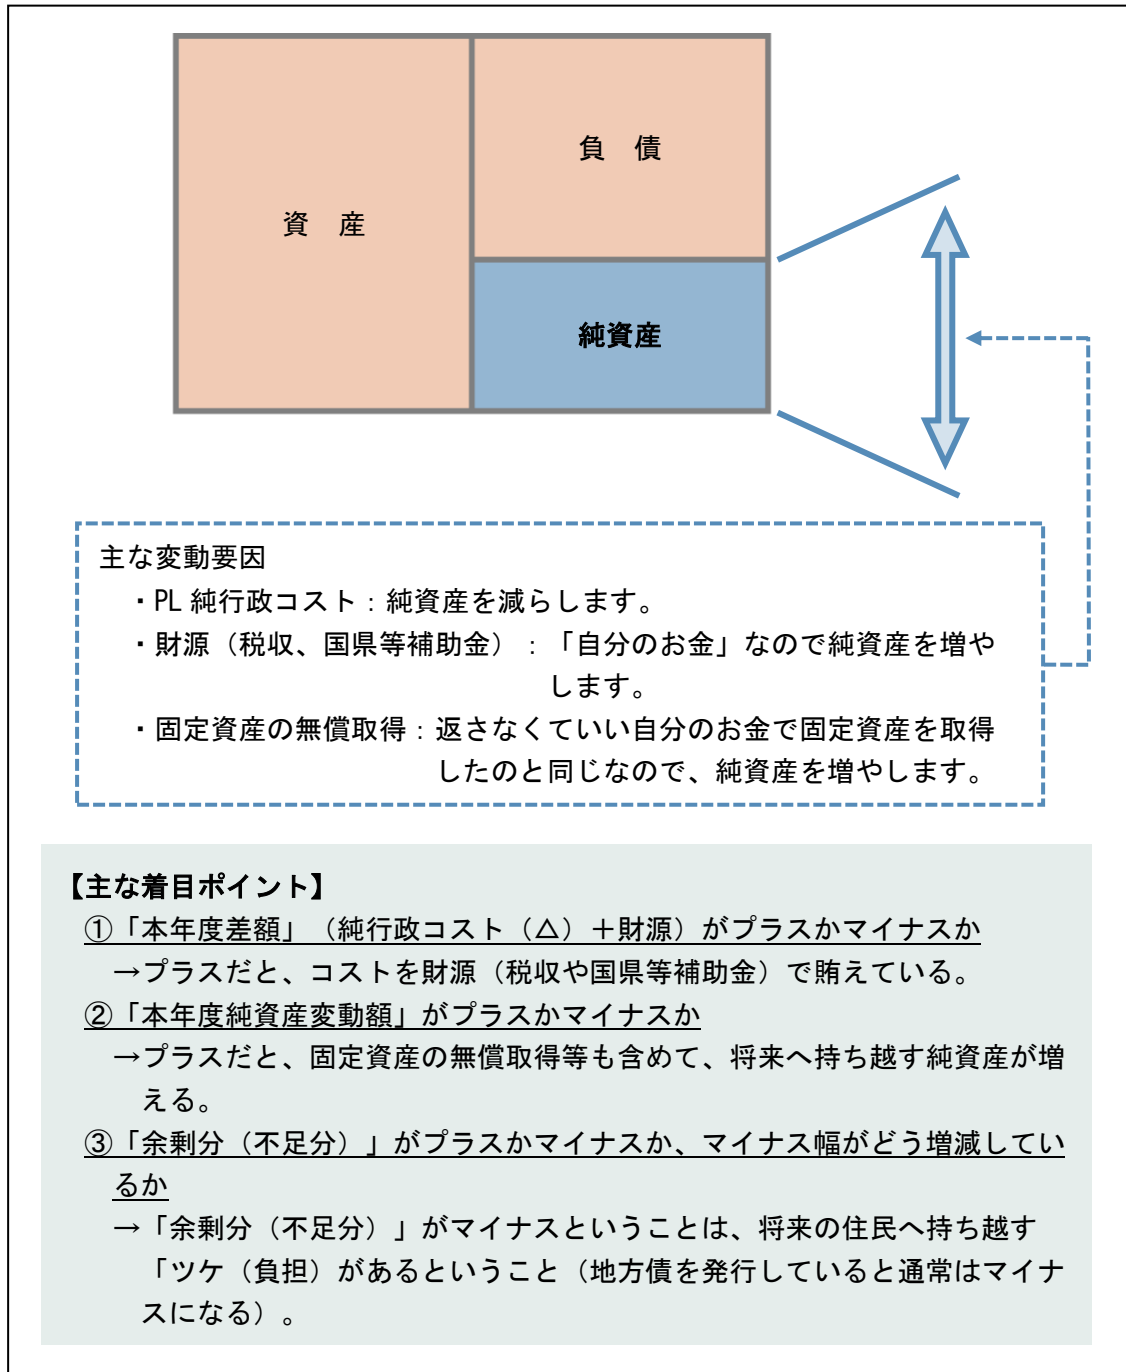 負　債
資　産
純資産
主な変動要因
・PL 純行政コスト：純資産を減らします。
・財源（税収、国県等補助金）：「自分のお金」なので純資産を増や
します。
・固定資産の無償取得：返さなくていい自分のお金で固定資産を取得
したのと同じなので、純資産を増やします。
【主な着目ポイント】
①「本年度差額」（純行政コスト（△）＋財源）がプラスかマイナスか
→プラスだと、コストを財源（税収や国県等補助金）で賄えている。
②「本年度純資産変動額」がプラスかマイナスか
→プラスだと、固定資産の無償取得等も含めて、将来へ持ち越す純資産が増
える。
③「余剰分（不足分）」がプラスかマイナスか、マイナス幅がどう増減してい
るか
→「余剰分（不足分）」がマイナスということは、将来の住民へ持ち越す
「ツケ（負担）があるということ（地方債を発行していると通常はマイナ
スになる）。